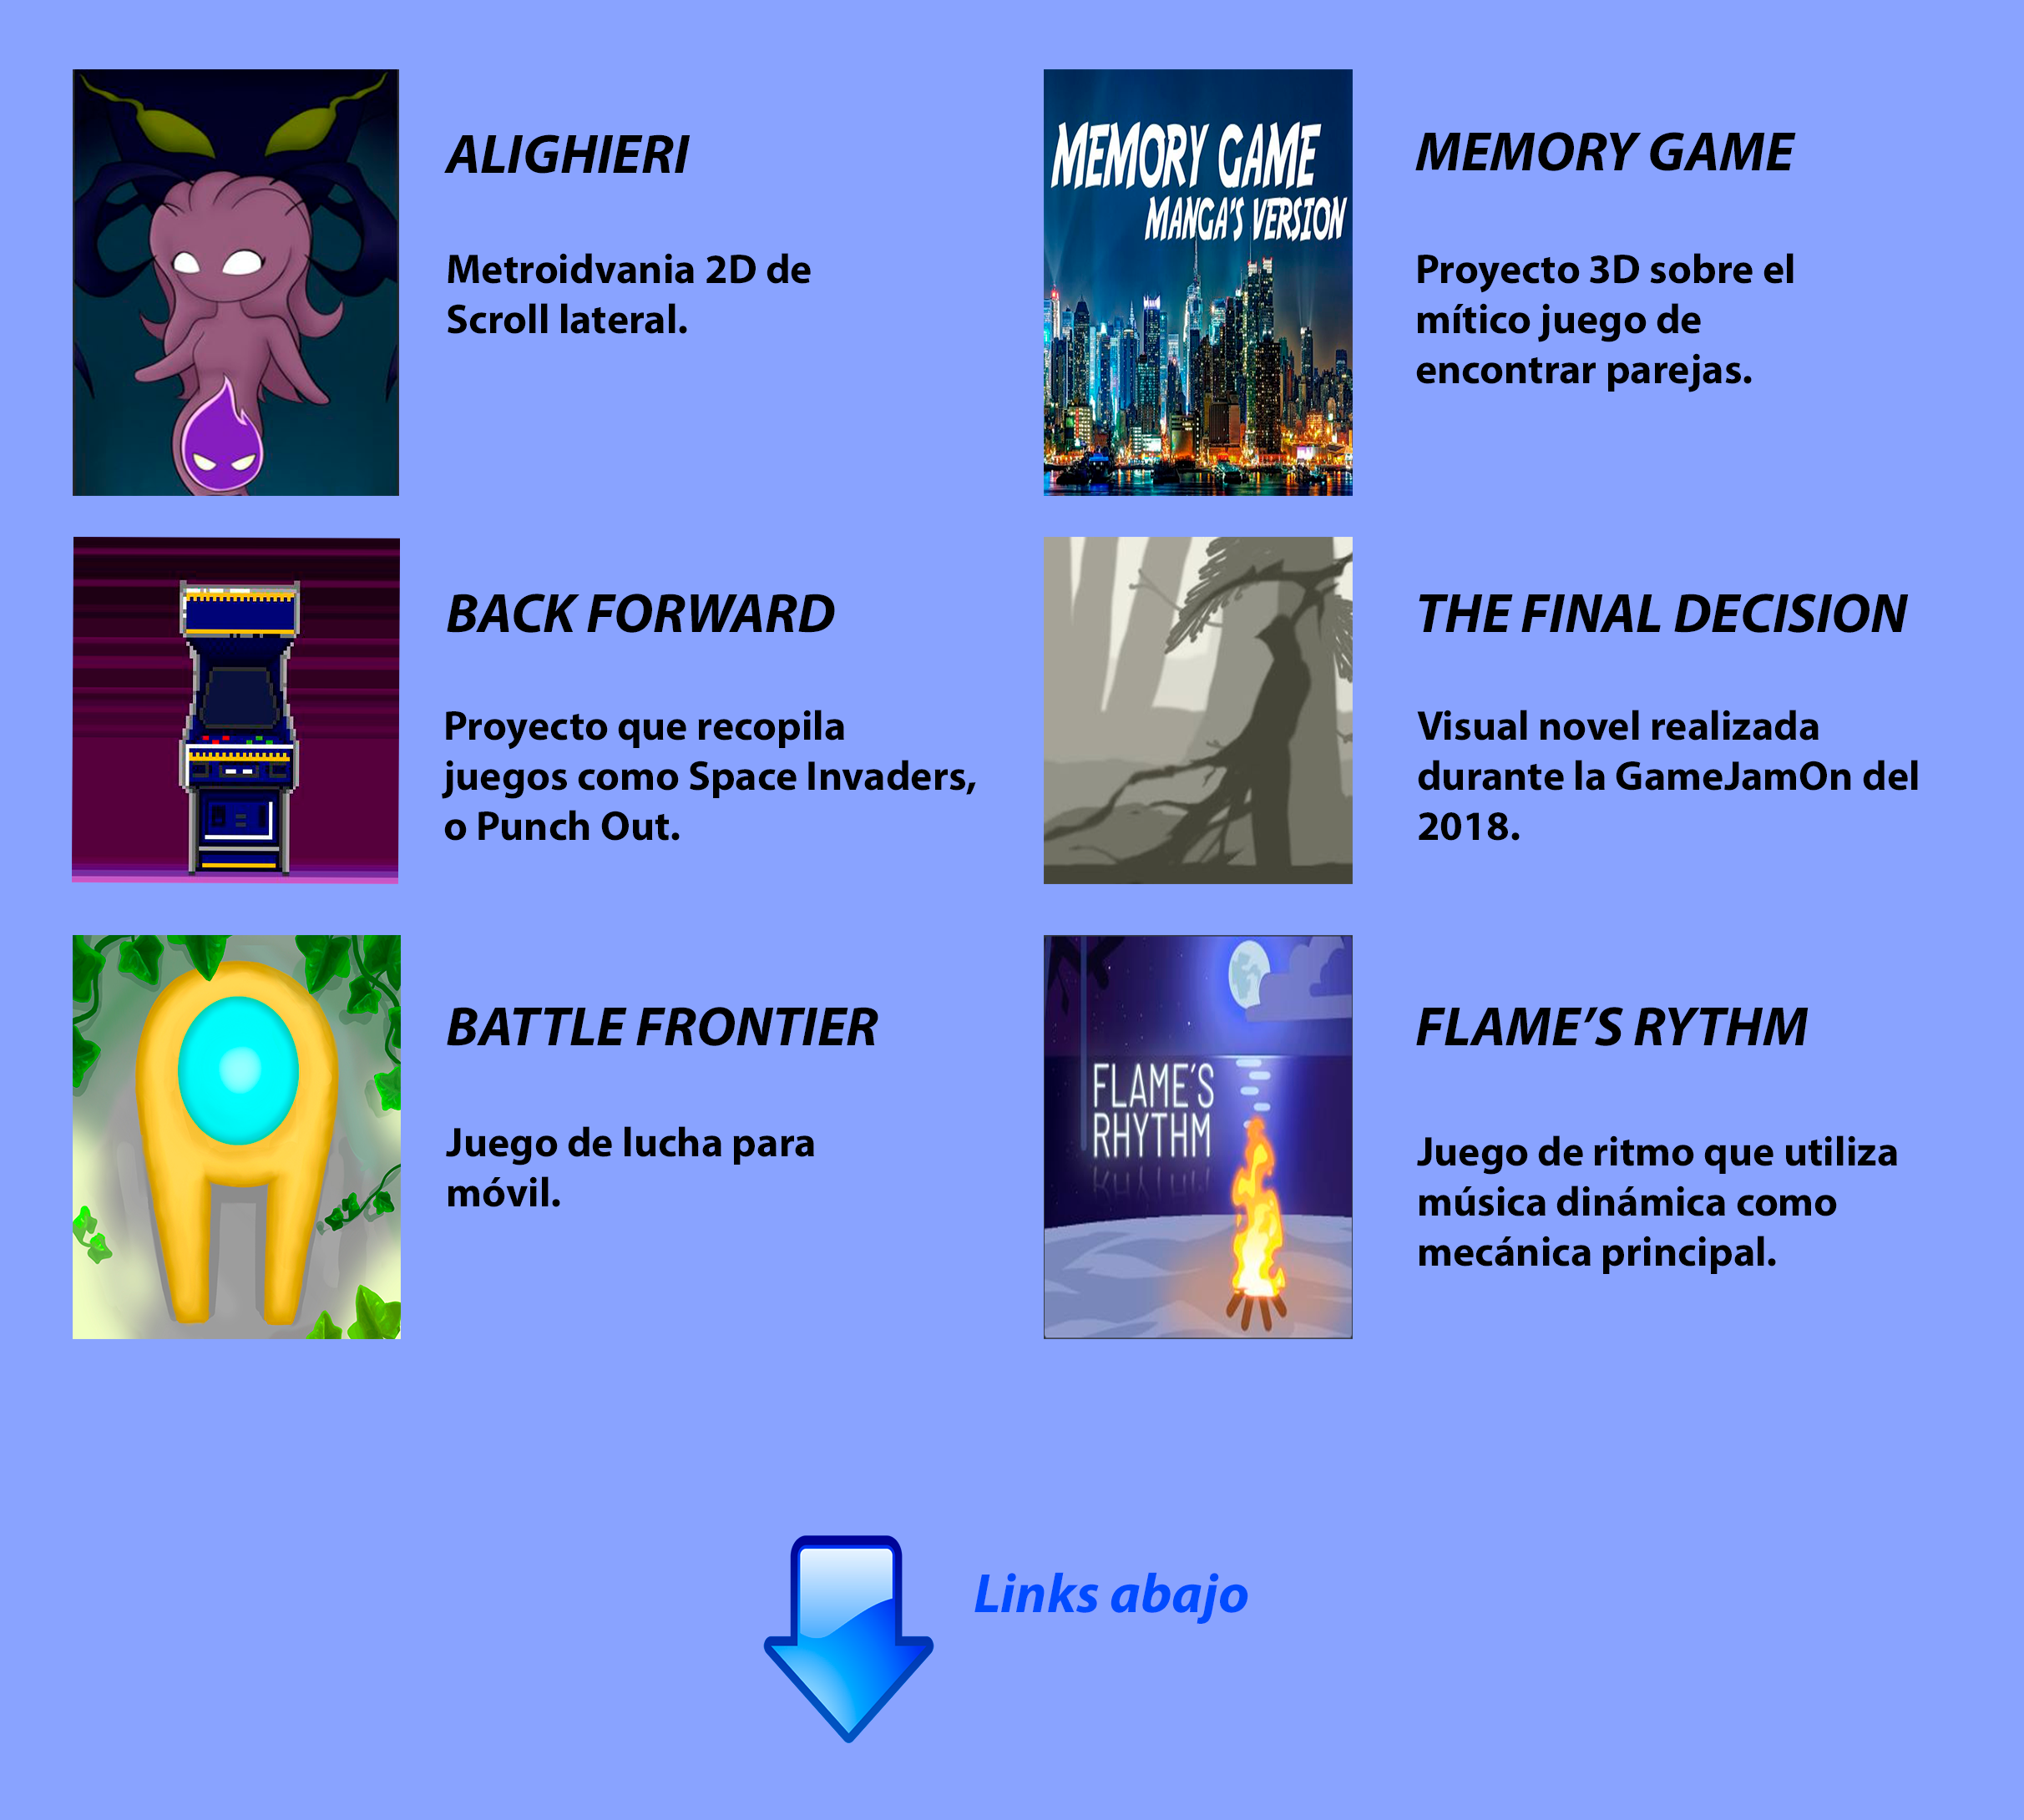 ALIGHIERI
Metroidvania 2D de
Scroll lateral.
MEMORY GAME
MANGA'S VERSION
MEMORY GAME
Proyecto 3D sobre el
mítico juego de
encontrar parejas.
BACK FORWARD
Proyecto que recopila
juegos como Space Invaders,
o Punch Out.
THE FINAL DECISION
Visual novel realizada
durante la GameJamOn del
2018.
BATTLE FRONTIER
Juego de lucha para
móvil.
FLAME'S
RHYTHM
FLAME’S RYTHM
Juego de ritmo que utiliza
música dinámica como
mecánica principal.
Links abajo